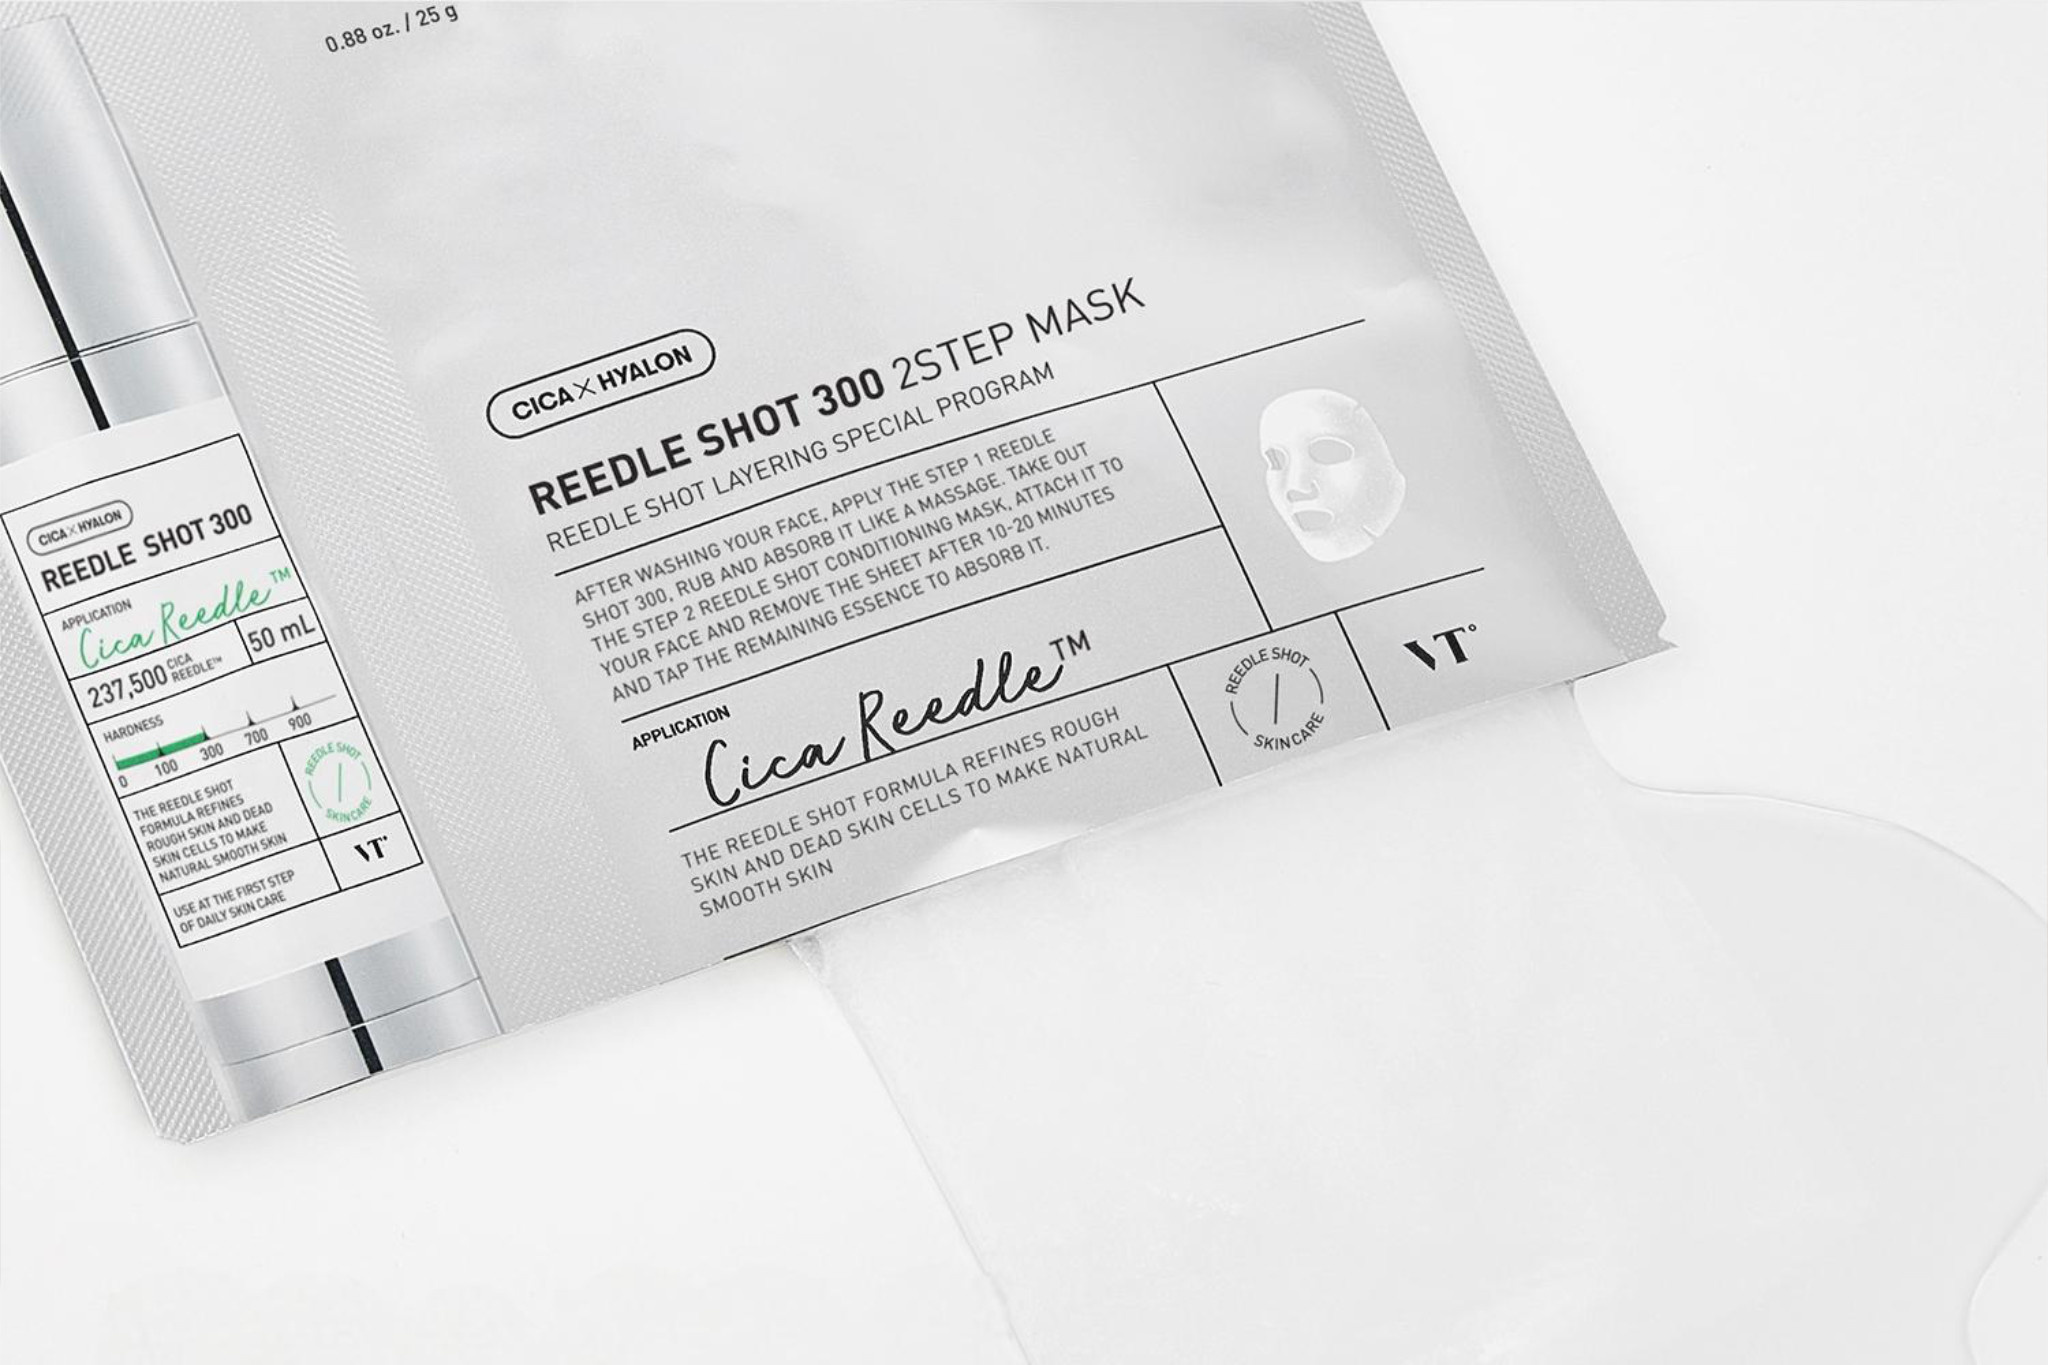 0.88 oz. / 25 g
CICA×HYALON
REEDLE SHOT 300 2STEP MASK
REEDLE SHOT LAYERING SPECIAL PROGRAM
AFTER WASHING YOUR FACE, APPLY THE STEP 1 REEDLE
SHOT 300, RUB AND ABSORB IT LIKE A MASSAGE. TAKE OUT
THE STEP 2 REEDLE SHOT CONDITIONING MASK, ATTACH IT TO
YOUR FACE AND REMOVE THE SHEET AFTER 10-20 MINUTES
AND TAP THE REMAINING ESSENCE TO ABSORB IT.
APPLICATION
Cica Reedle™
THE REEDLE SHOT FORMULA REFINES ROUGH
SKIN AND DEAD SKIN CELLS TO MAKE NATURAL
SMOOTH SKIN
REEDLE SHOT
SKINCARE
VT°
CICA×HYALON
REEDLE SHOT 300
APPLICATION
Cica Reedle™
237,500 CICA
REEDLE™
50 mL
HARDNESS
0 100 300 700 900
THE REEDLE SHOT
FORMULA REFINES
ROUGH SKIN AND DEAD
SKIN CELLS TO MAKE
NATURAL SMOOTH SKIN
REEDLE SHOT
SKINCARE
VT°
USE AT THE FIRST STEP
OF DAILY SKIN CARE